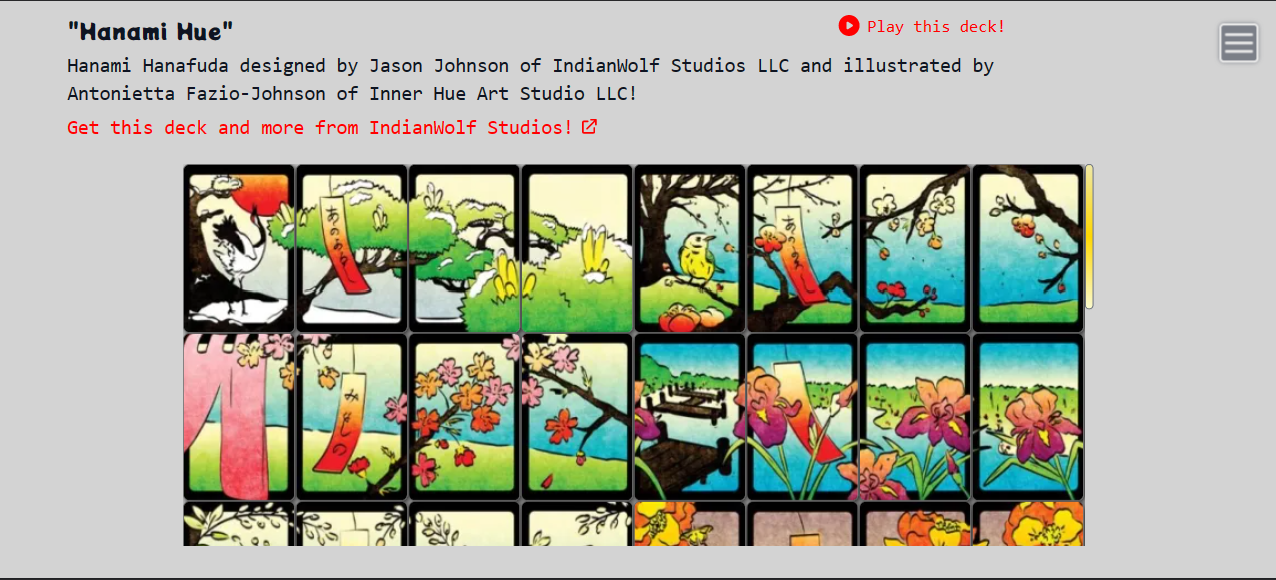 "Hanami Hue"
Play this deck!
Hanami Hanafuda designed by Jason Johnson of IndianWolf Studios LLC and illustrated by
Antonietta Fazio-Johnson of Inner Hue Art Studio LLC!
Get this deck and more from IndianWolf Studios!
あのよろし
あのよろし
みよしの